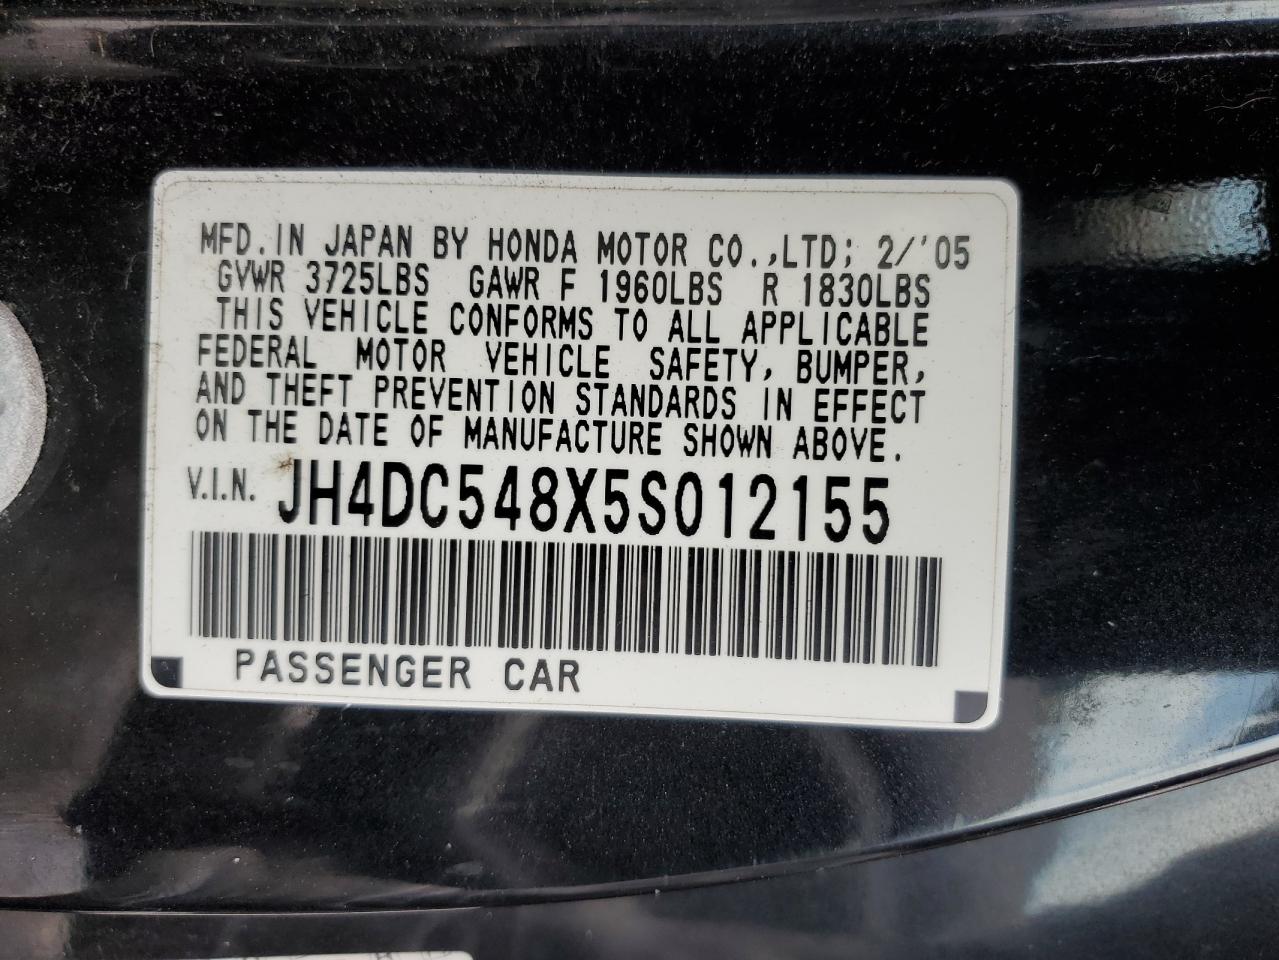 MFD. IN JAPAN BY HONDA MOTOR CO.,LTD; 2/'05
GVWR 3725LBS GAWR F 1960LBS R 1830LBS
THIS VEHICLE CONFORMS TO ALL APPLICABLE
FEDERAL MOTOR VEHICLE SAFETY, BUMPER,
AND THEFT PREVENTION STANDARDS IN EFFECT
ON THE DATE OF MANUFACTURE SHOWN ABOVE.
V.I.N. JH4DC548X5S012155
PASSENGER CAR